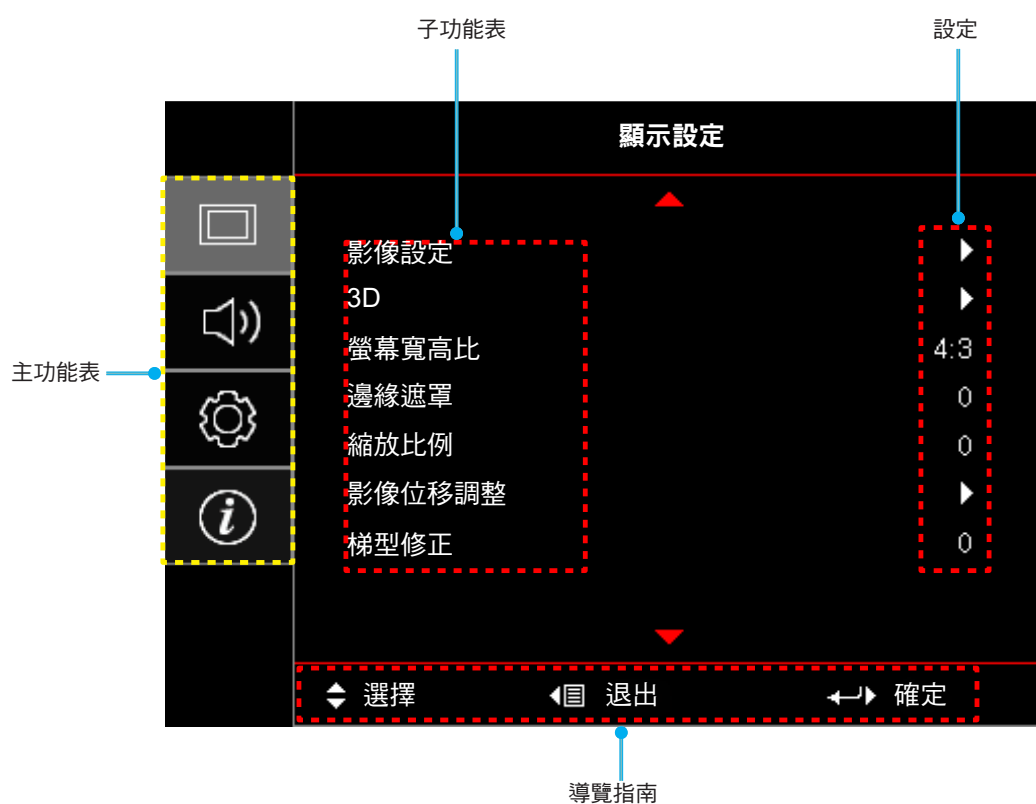 子功能表
設定
顯示設定
影像設定
3D
螢幕寬高比 4:3
主功能表
邊緣遮罩 0
縮放比例 0
影像位移調整
梯型修正 0
選擇 退出 確定
導覽指南